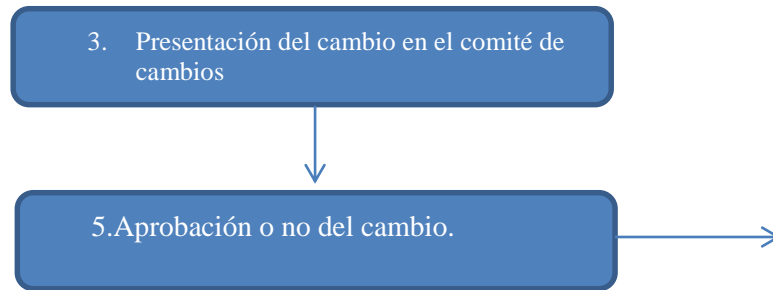 3. Presentación del cambio en el comité de
cambios
5.Aprobación o no del cambio.